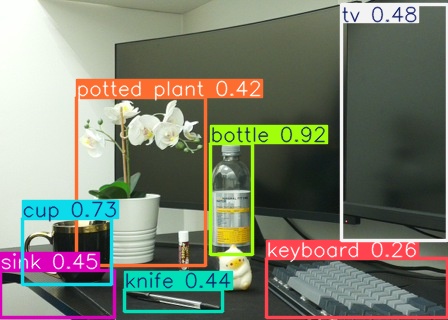 tv 0.48
potted plant 0.42
bottle 0.92
cup 0.73
keyboard 0.26
sink 0.45
knife 0.44